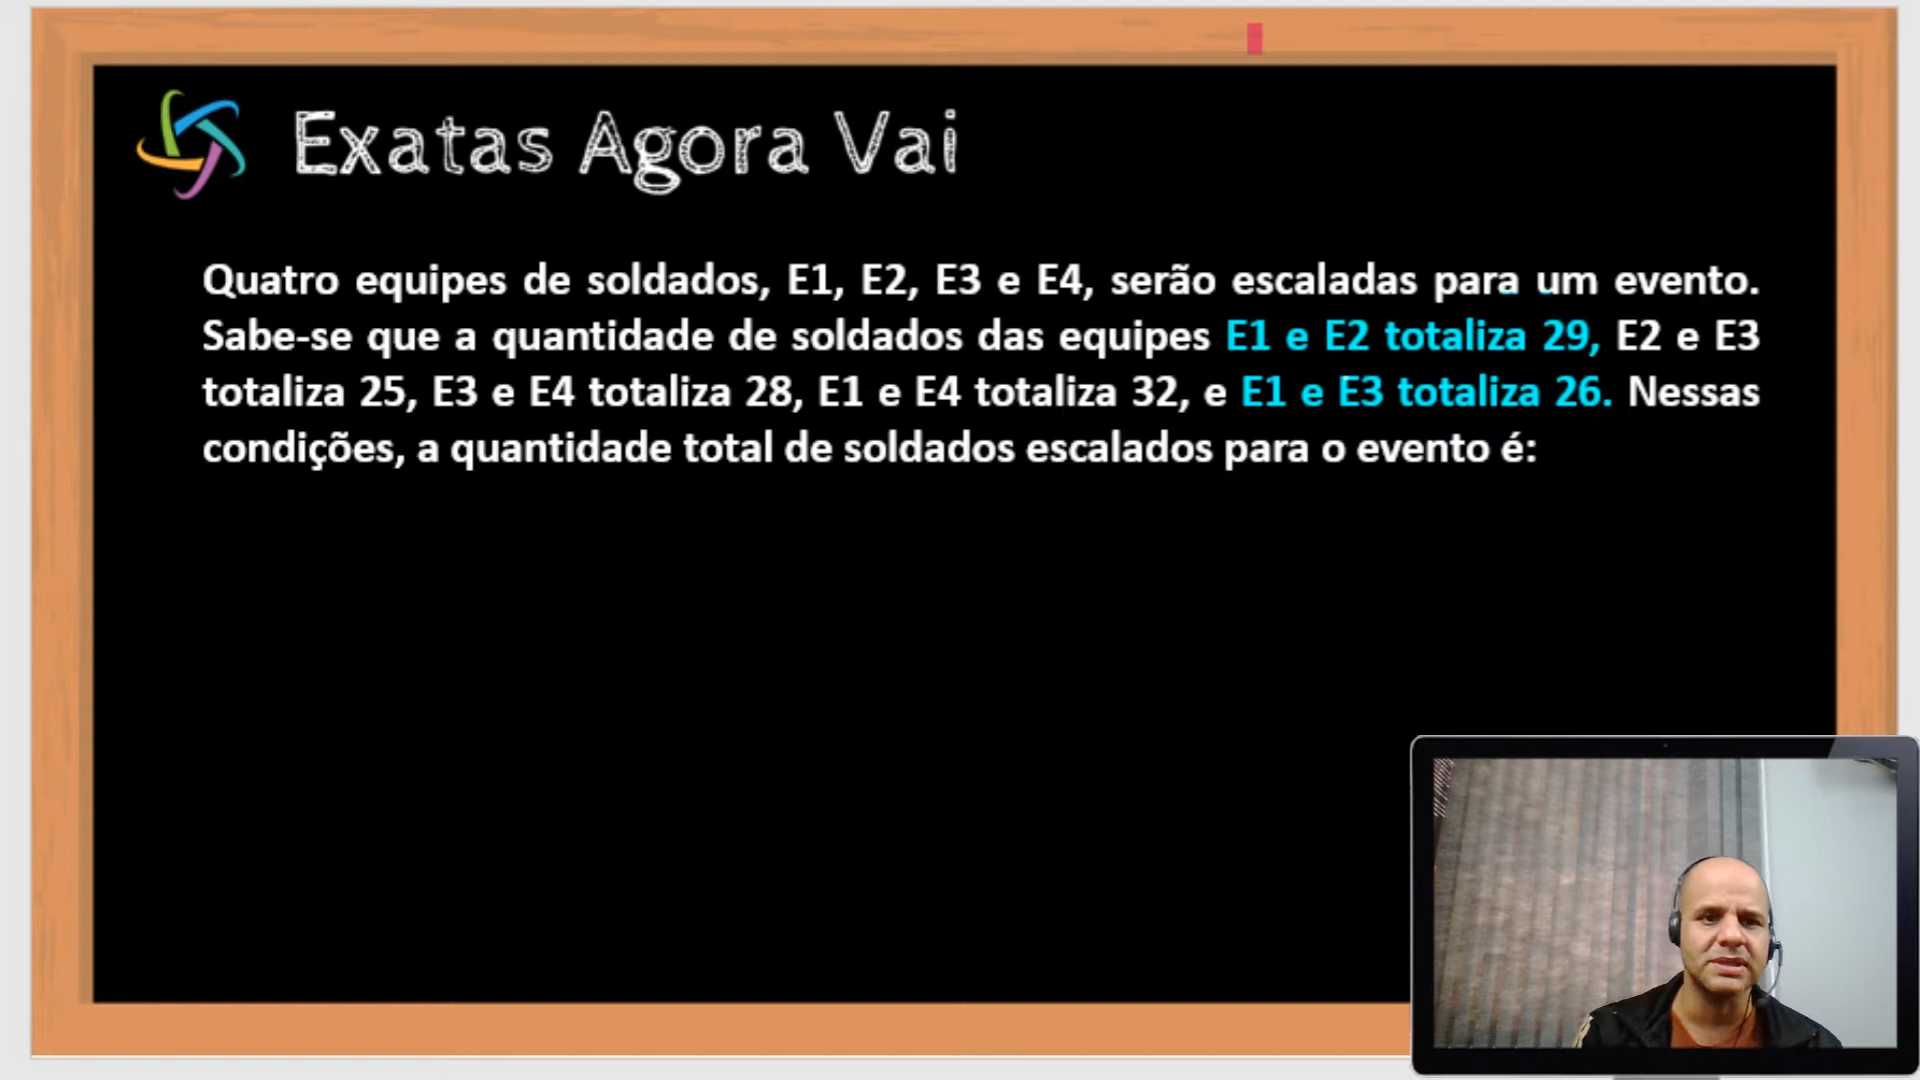 Exatas Agora Vai
Quatro equipes de soldados, E1, E2, E3 e E4, serão escaladas para um evento.
Sabe-se que a quantidade de soldados das equipes E1 e E2 totaliza 29, E2 e E3
totaliza 25, E3 e E4 totaliza 28, E1 e E4 totaliza 32, e E1 e E3 totaliza 26. Nessas
condições, a quantidade total de soldados escalados para o evento é: